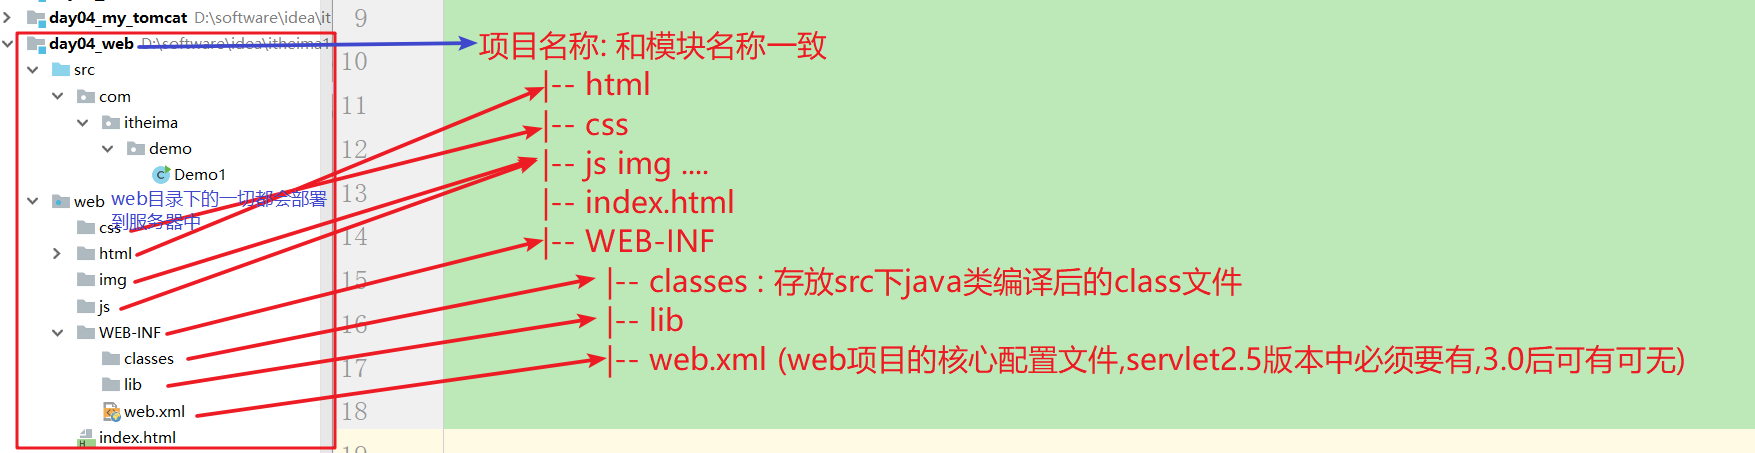 day04_my_tomcat D:\software\idea\it
day04_web D:\software\idea\itheima1
src
com
itheima
demo
Demo1
web web目录下的一切都会部署
到服务器中
css
html
img
js
WEB-INF
classes
lib
web.xml
index.html
9
10
11
12
13
14
15
16
17
18
19
项目名称: 和模块名称一致
|-- html
|-- css
|-- js img ....
|-- index.html
|-- WEB-INF
|-- classes : 存放src下java类编译后的class文件
|-- lib
|-- web.xml (web项目的核心配置文件,servlet2.5版本中必须要有,3.0后可有可无)